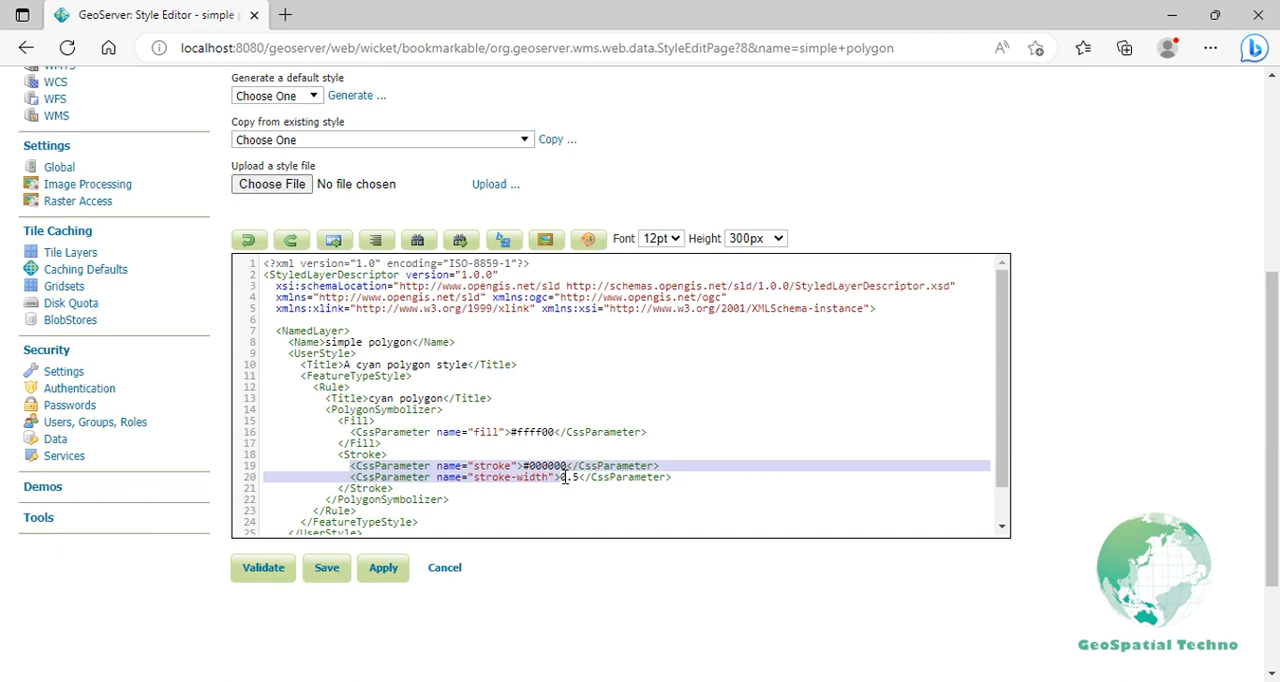 GeoServer: Style Editor - simple p
localhost:8080/geoserver/web/wicket/bookmarkable/org.geoserver.wms.web.data.StyleEditPage?8&name=simple+polygon
WMTS
WCS
WFS
WMS
Settings
Global
Image Processing
Raster Access
Tile Caching
Tile Layers
Caching Defaults
Gridsets
Disk Quota
BlobStores
Security
Settings
Authentication
Passwords
Users, Groups, Roles
Data
Services
Demos
Tools
Generate a default style
Choose One Generate ...
Copy from existing style
Choose One Copy ...
Upload a style file
Choose File No file chosen Upload ...
Font 12pt Height 300px
1 <?xml version="1.0" encoding="ISO-8859-1"?>
2 <StyledLayerDescriptor version="1.0.0"
3 xsi:schemaLocation="http://www.opengis.net/sld http://schemas.opengis.net/sld/1.0.0/StyledLayerDescriptor.xsd"
4 xmlns="http://www.opengis.net/sld" xmlns:ogc="http://www.opengis.net/ogc"
5 xmlns:xlink="http://www.w3.org/1999/xlink" xmlns:xsi="http://www.w3.org/2001/XMLSchema-instance">
6
7 <NamedLayer>
8 <Name>simple polygon</Name>
9 <UserStyle>
10 <Title>A cyan polygon style</Title>
11 <FeatureTypeStyle>
12 <Rule>
13 <Title>cyan polygon</Title>
14 <PolygonSymbolizer>
15 <Fill>
16 <CssParameter name="fill">#ffff00</CssParameter>
17 </Fill>
18 <Stroke>
19 <CssParameter name="stroke">#000000</CssParameter>
20 <CssParameter name="stroke-width">0.5</CssParameter>
21 </Stroke>
22 </PolygonSymbolizer>
23 </Rule>
24 </FeatureTypeStyle>
25 </UserStyle>
Validate Save Apply Cancel
GeoSpatial Techno